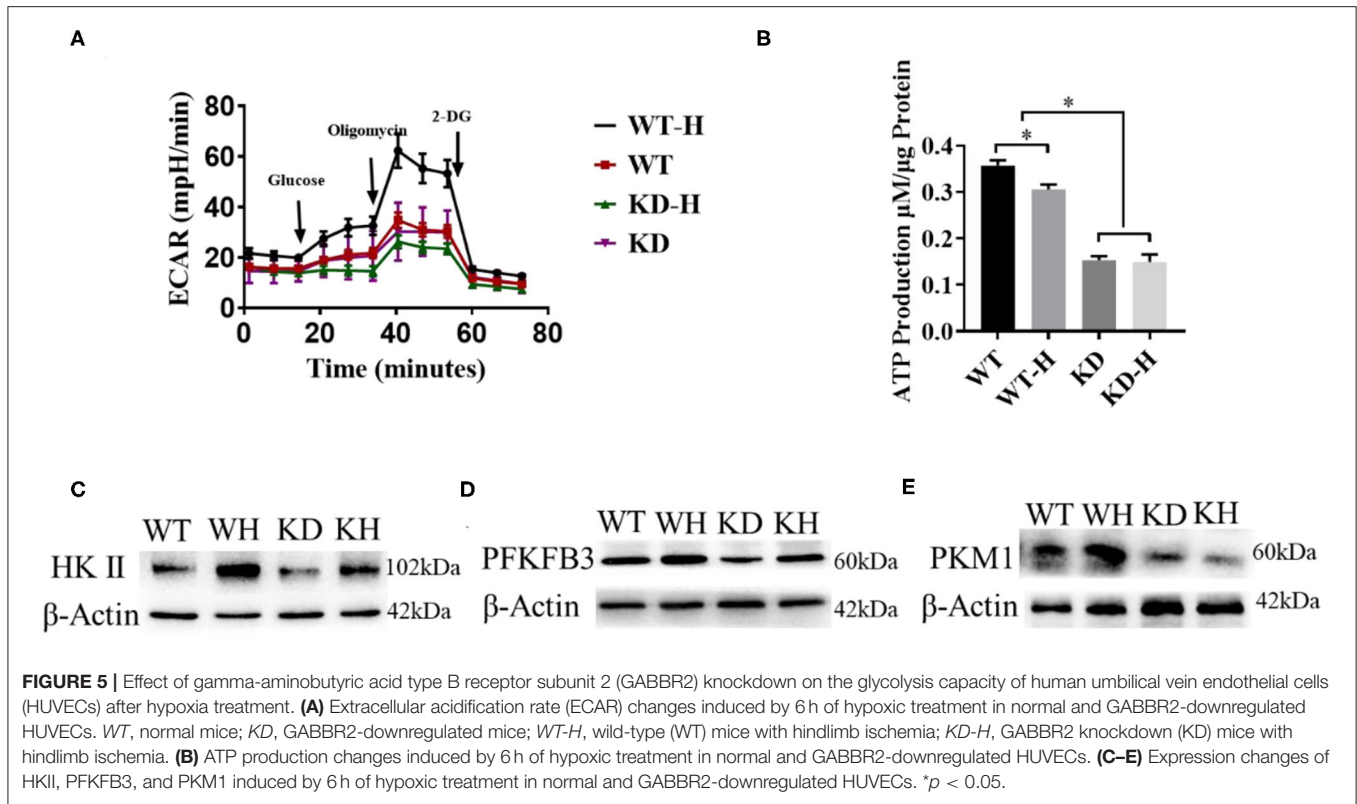 A
B
ECAR (mpH/min)
80
60
40
20
0
Glucose
Oligomycin
2-DG
0 20 40 60 80
Time (minutes)
WT-H
WT
KD-H
KD
ATP Production μM/μg Protein
0.4
0.3
0.2
0.1
0.0
*
*
WT
WT-H
KD
KD-H
C
WT WH KD KH
HK II 102kDa
β-Actin 42kDa
D
WT WH KD KH
PFKFB3 60kDa
β-Actin 42kDa
E
WT WH KD KH
PKM1 60kDa
β-Actin 42kDa
FIGURE 5 | Effect of gamma-aminobutyric acid type B receptor subunit 2 (GABBR2) knockdown on the glycolysis capacity of human umbilical vein endothelial cells
(HUVECs) after hypoxia treatment. (A) Extracellular acidification rate (ECAR) changes induced by 6 h of hypoxic treatment in normal and GABBR2-downregulated
HUVECs. WT, normal mice; KD, GABBR2-downregulated mice; WT-H, wild-type (WT) mice with hindlimb ischemia; KD-H, GABBR2 knockdown (KD) mice with
hindlimb ischemia. (B) ATP production changes induced by 6 h of hypoxic treatment in normal and GABBR2-downregulated HUVECs. (C–E) Expression changes of
HKII, PFKFB3, and PKM1 induced by 6 h of hypoxic treatment in normal and GABBR2-downregulated HUVECs. *p < 0.05.